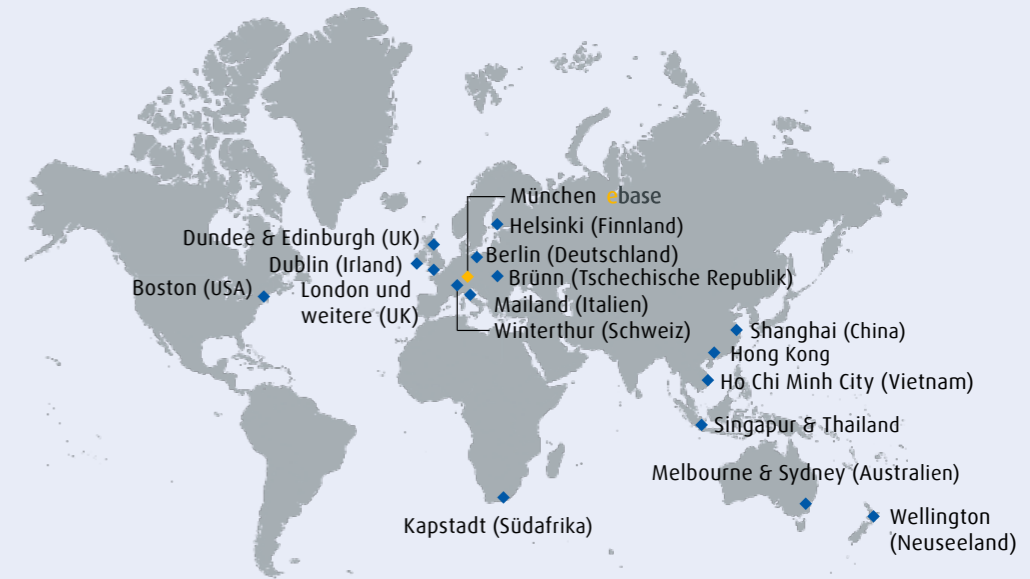 München ebase
Helsinki (Finnland)
Dundee & Edinburgh (UK)
Berlin (Deutschland)
Dublin (Irland)
Brünn (Tschechische Republik)
Boston (USA)
London und
weitere (UK)
Mailand (Italien)
Winterthur (Schweiz)
Shanghai (China)
Hong Kong
Ho Chi Minh City (Vietnam)
Singapur & Thailand
Melbourne & Sydney (Australien)
Kapstadt (Südafrika)
Wellington
(Neuseeland)